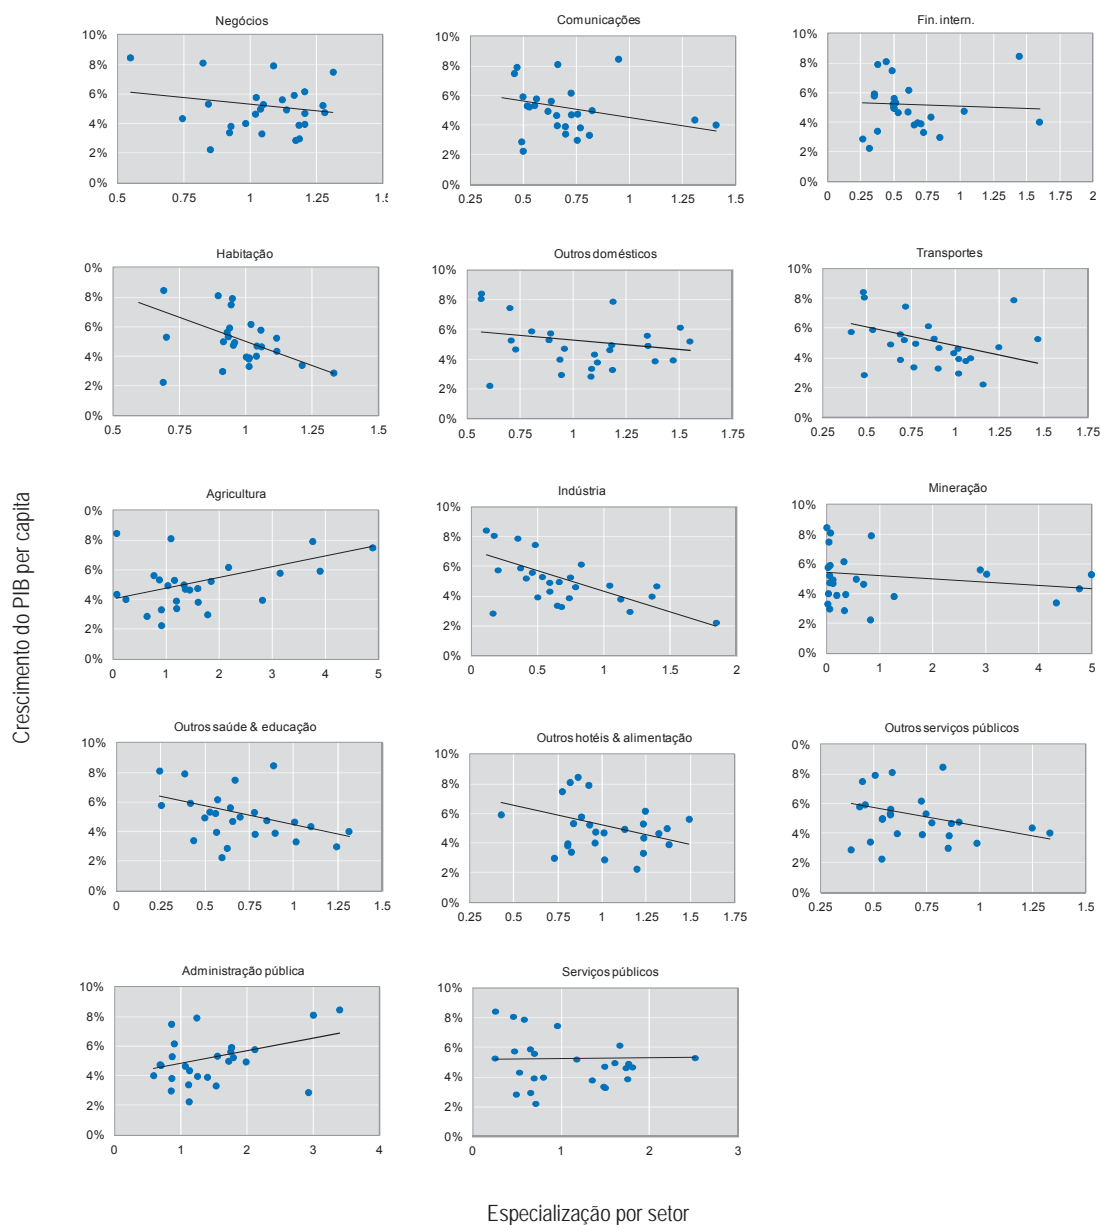 Negócios
10%
8%
6%
4%
2%
0%
0.5 0.75 1 1.25 1.5
Comunicações
10%
8%
6%
4%
2%
0%
0.25 0.5 0.75 1 1.25 1.5
Fin. intern.
10%
8%
6%
4%
2%
0%
0 0.25 0.5 0.75 1 1.25 1.5 1.75 2
Habitação
0%
8%
6%
4%
2%
0%
0.5 0.75 1 1.25 1.5
Outros domésticos
10%
8%
6%
4%
2%
0%
0.5 0.75 1 1.25 1.5 1.75
Transportes
10%
8%
6%
4%
2%
0%
0.25 0.5 0.75 1 1.25 1.5 1.75
Crescimento do PIB per capita
Agricultura
0%
8%
6%
4%
2%
0%
0 1 2 3 4 5
Indústria
10%
8%
6%
4%
2%
0%
0 0.5 1 1.5 2
Mineração
10%
8%
6%
4%
2%
0%
0 1 2 3 4 5
Outros saúde & educação
10%
8%
6%
4%
2%
0%
0 0.25 0.5 0.75 1 1.25 1.5
Outros hotéis & alimentação
10%
8%
6%
4%
2%
0%
0.25 0.5 0.75 1 1.25 1.5 1.75
Outros serviços públicos
0%
8%
6%
4%
2%
0%
0.25 0.5 0.75 1 1.25 1.5
Administração pública
10%
8%
6%
4%
2%
0%
0 1 2 3 4
Serviços públicos
10%
8%
6%
4%
2%
0%
0 1 2 3
Especialização por setor